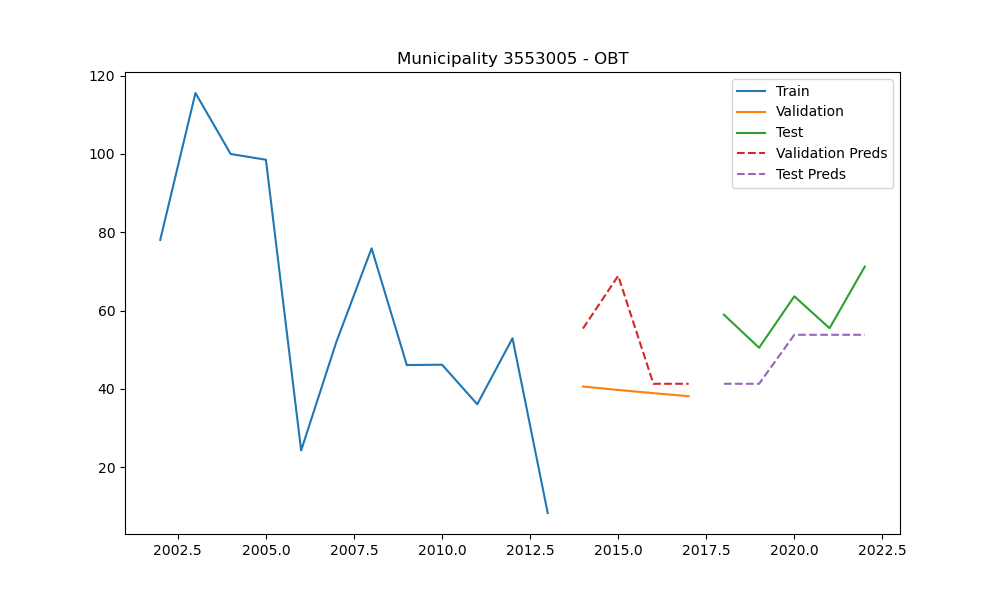 Municipality 3553005 - OBT
120
100
80
60
40
20
Train
Validation
Test
Validation Preds
Test Preds
2002.5 2005.0 2007.5 2010.0 2012.5 2015.0 2017.5 2020.0 2022.5